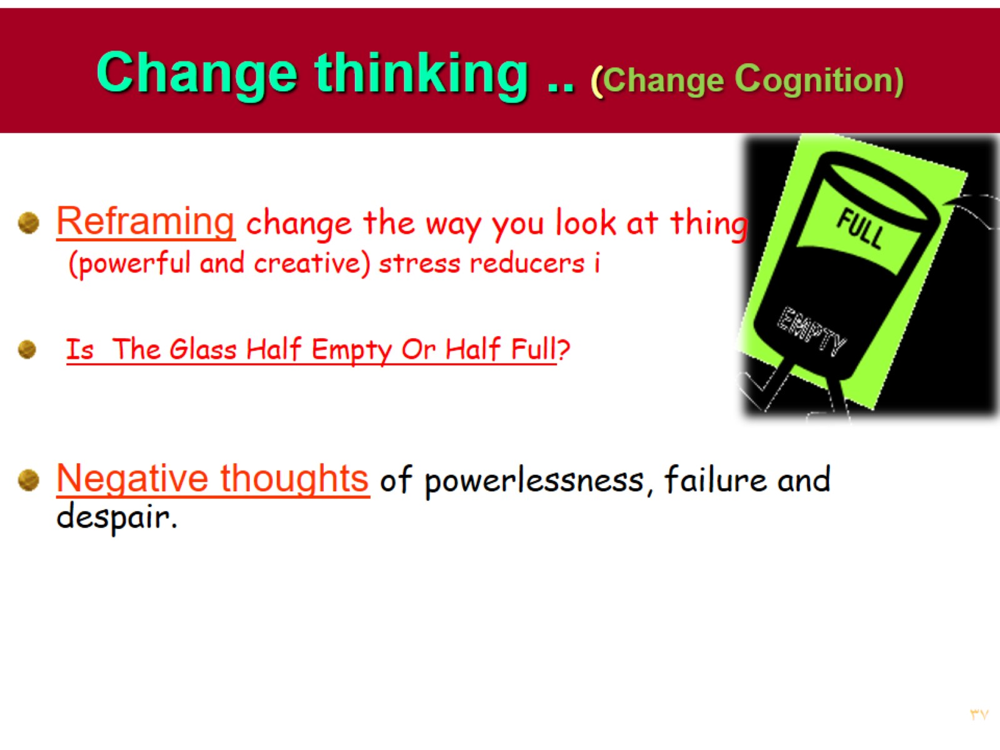 Change thinking .. (Change Cognition)
Reframing change the way you look at thing
(powerful and creative) stress reducers i
Is The Glass Half Empty Or Half Full?
FULL
EMPTY
Negative thoughts of powerlessness, failure and
despair.
٣٧